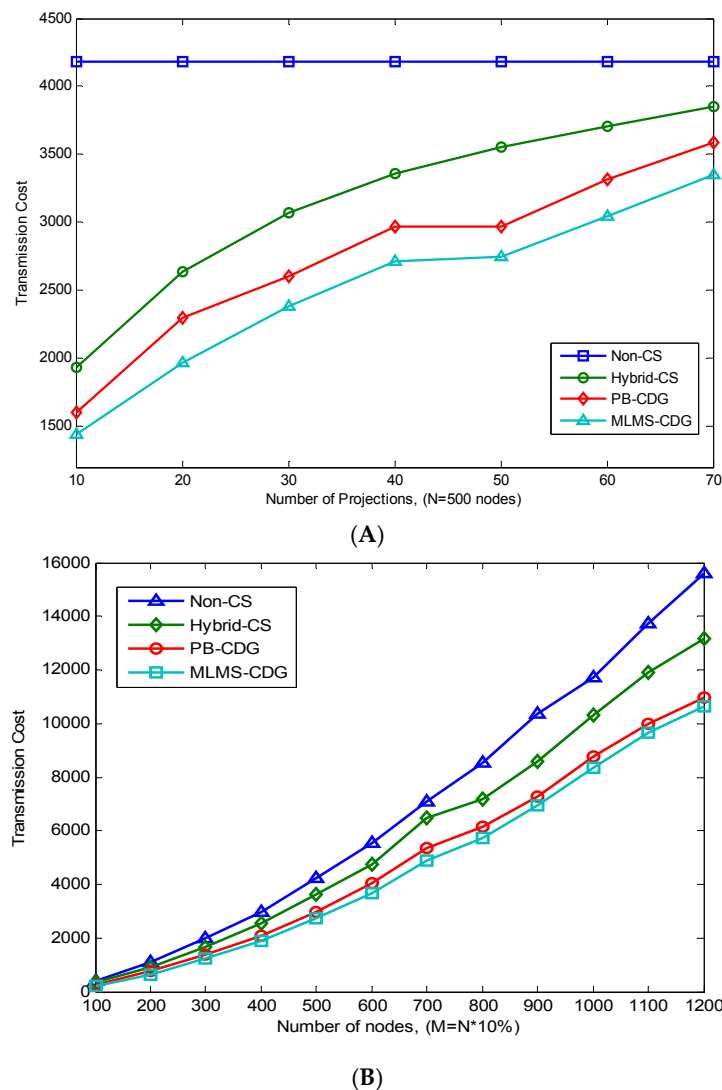 4500
4000
3500
3000
2500
2000
1500
Transmission Cost
Non-CS
Hybrid-CS
PB-CDG
MLMS-CDG
10 20 30 40 50 60 70
Number of Projections, (N=500 nodes)
(A)
16000
14000
12000
10000
8000
6000
4000
2000
0
Transmission Cost
Non-CS
Hybrid-CS
PB-CDG
MLMS-CDG
100 200 300 400 500 600 700 800 900 1000 1100 1200
Number of nodes, (M=N*10%)
(B)